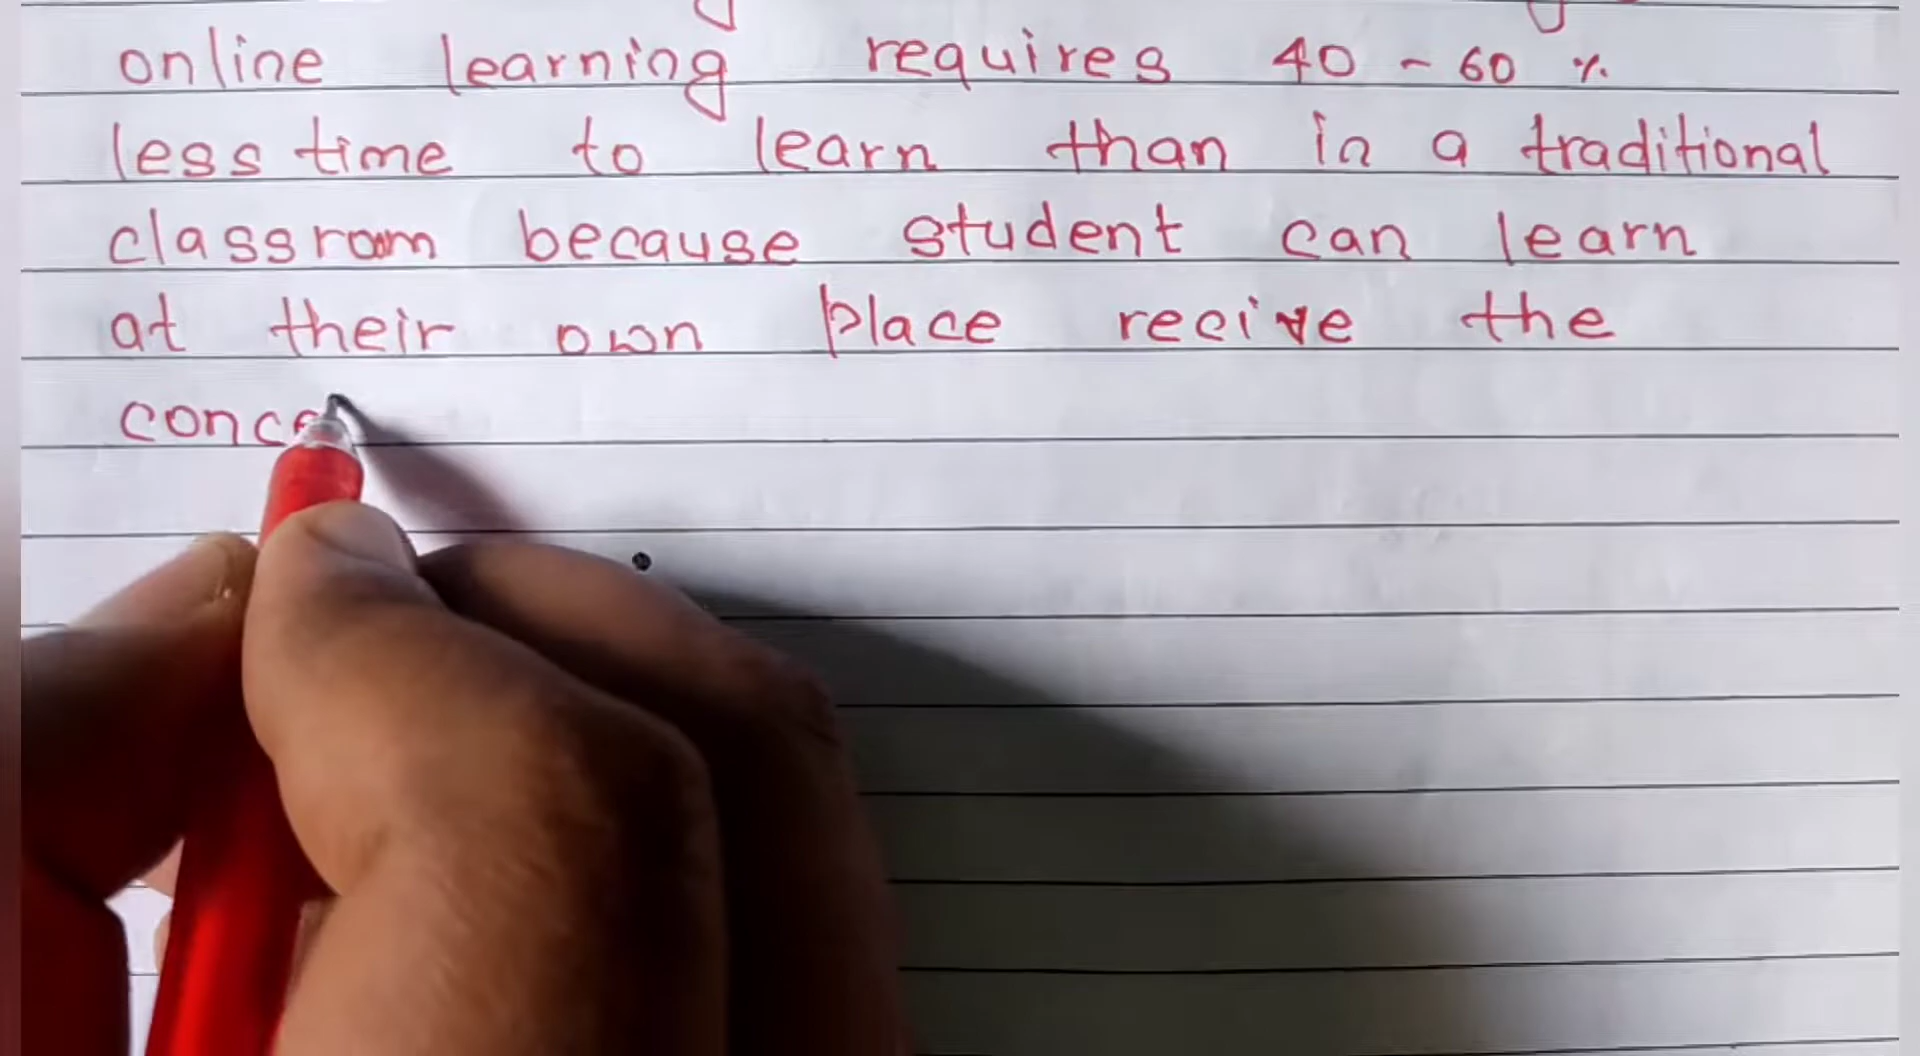 online learning requires 40 - 60 %
less time to learn than in a traditional
classroom because student can learn
at their own place recive the
conce